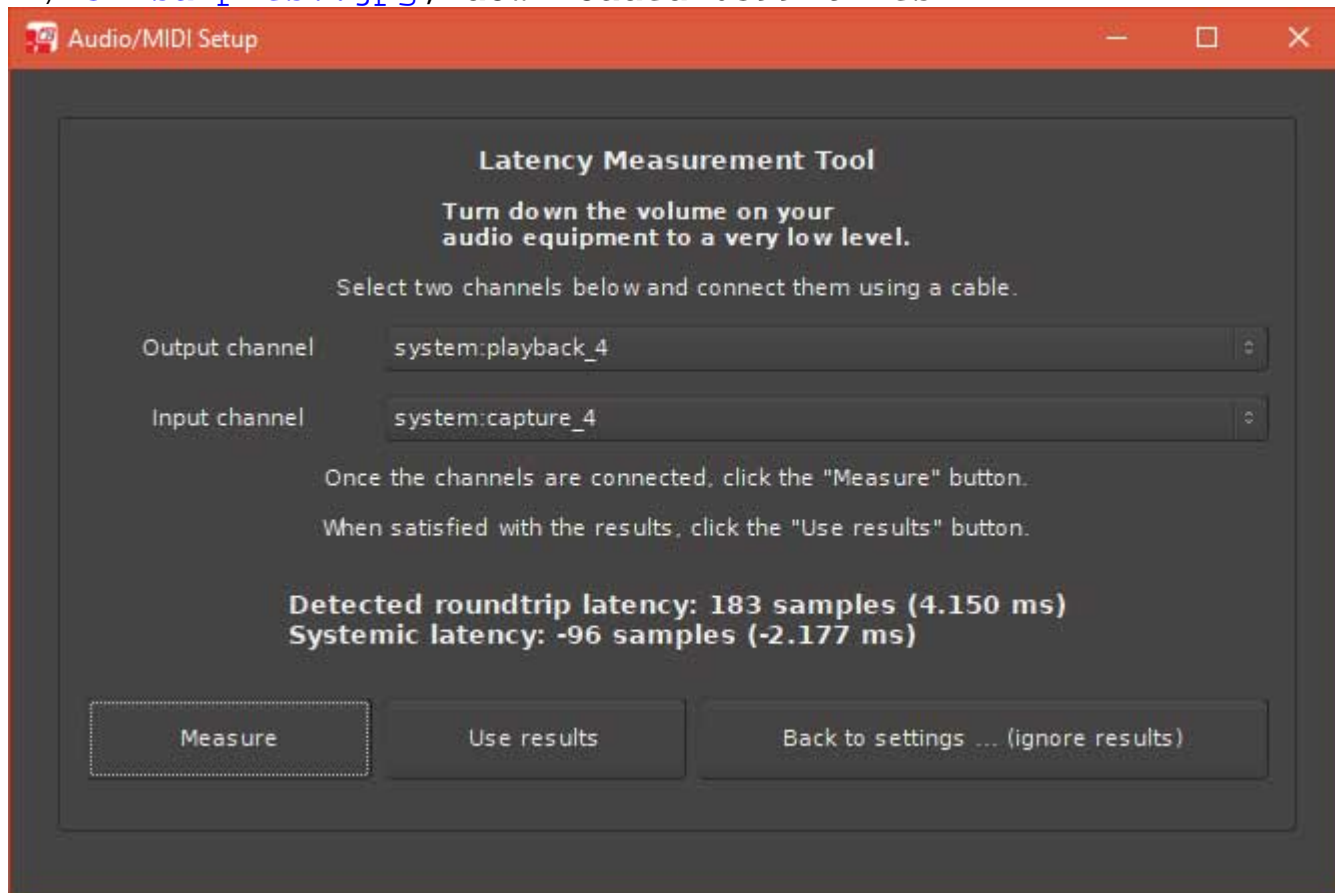 Audio/MIDI Setup
Latency Measurement Tool
Turn down the volume on your
audio equipment to a very low level.
Select two channels below and connect them using a cable.
Output channel system:playback_4
Input channel system:capture_4
Once the channels are connected, click the "Measure" button.
When satisfied with the results, click the "Use results" button.
Detected roundtrip latency: 183 samples (4.150 ms)
Systemic latency: -96 samples (-2.177 ms)
Measure Use results Back to settings ... (ignore results)